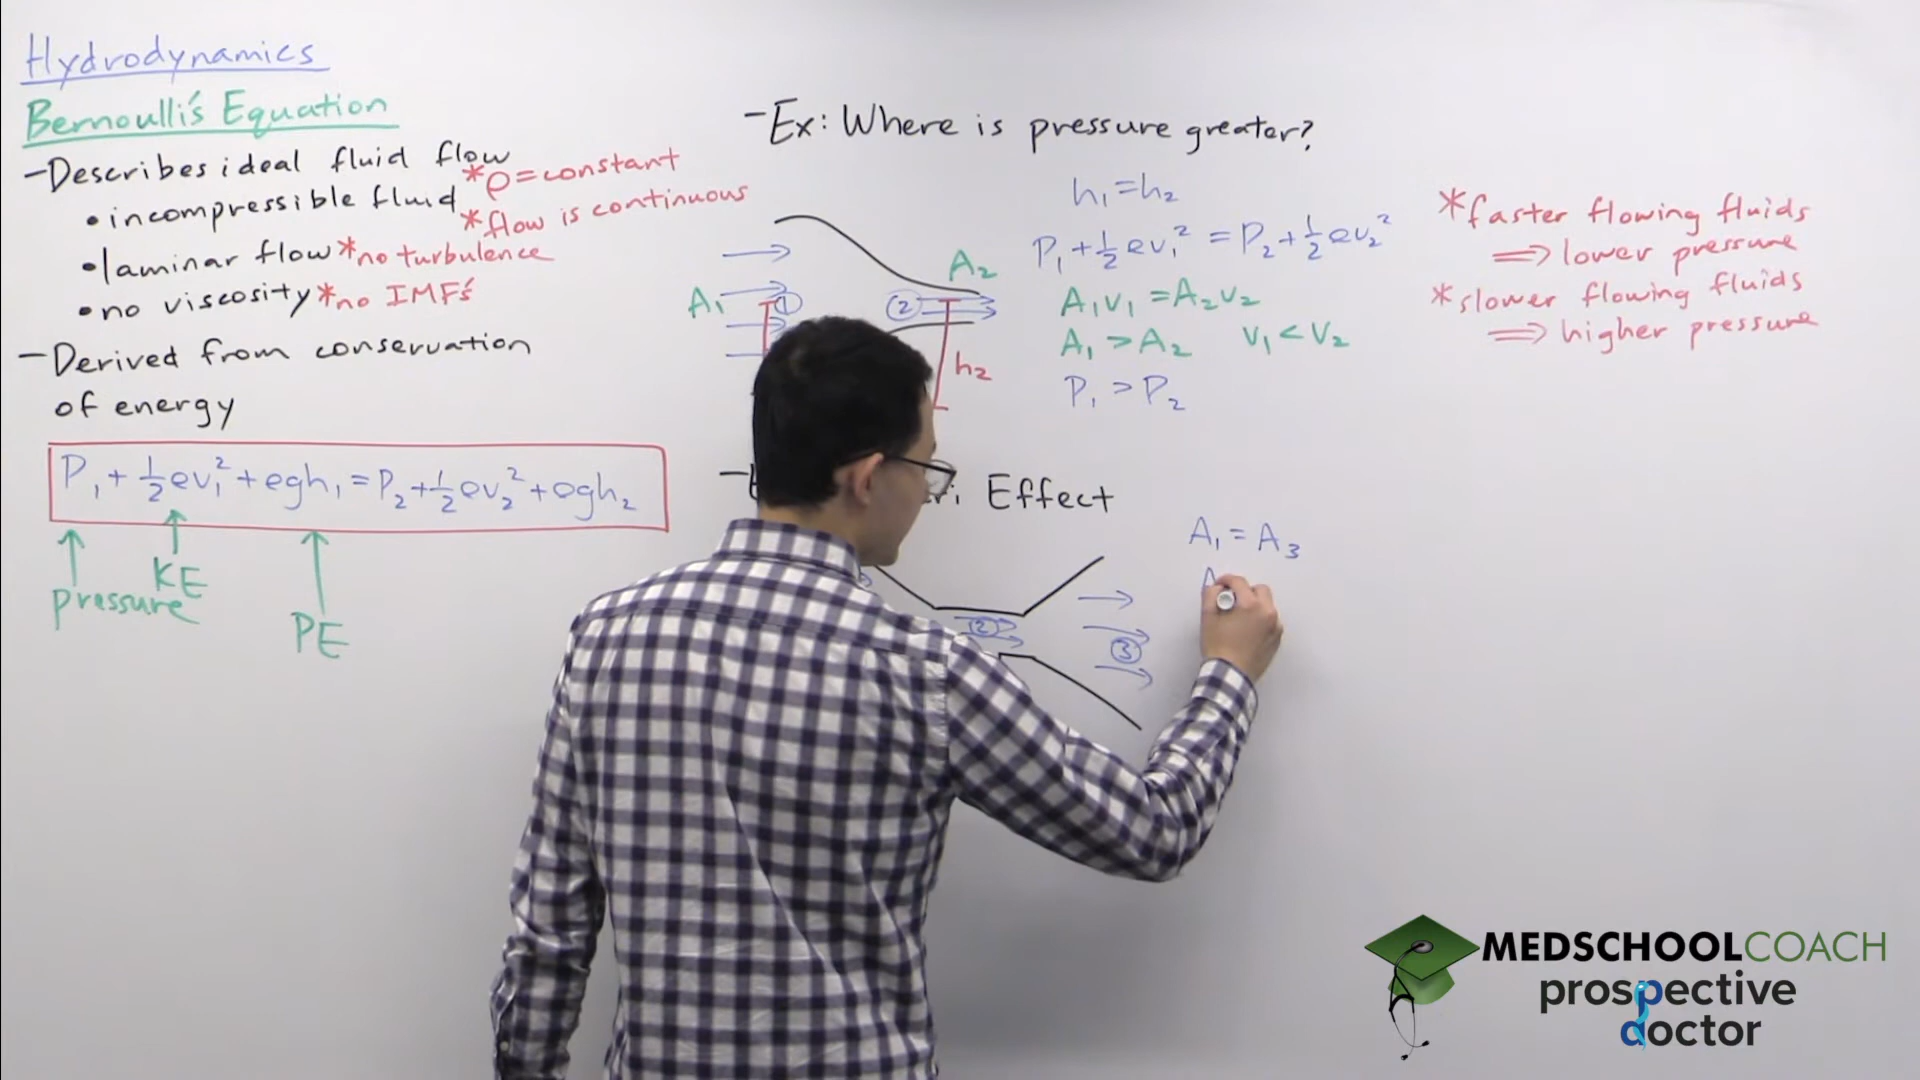 Hydrodynamics
Bernoulli's Equation
-Describes ideal fluid flow
•incompressible fluid
*ρ=constant
*flow is continuous
•laminar flow *no turbulence
•no viscosity *no IMFs
-Derived from conservation
of energy
P₁+½ρv₁²+ρgh₁=P₂+½ρv₂²+ρgh₂
pressure
KE
PE
-Ex: Where is pressure greater?
A₁
①
②
A₂
h₂
h₁=h₂
P₁+½ρv₁²=P₂+½ρv₂²
A₁v₁=A₂v₂
A₁>A₂ v₁<v₂
P₁>P₂
*faster flowing fluids
⟹lower pressure
*slower flowing fluids
⟹higher pressure
Effect
②
③
A₁=A₃
MEDSCHOOLCOACH
prospective
doctor